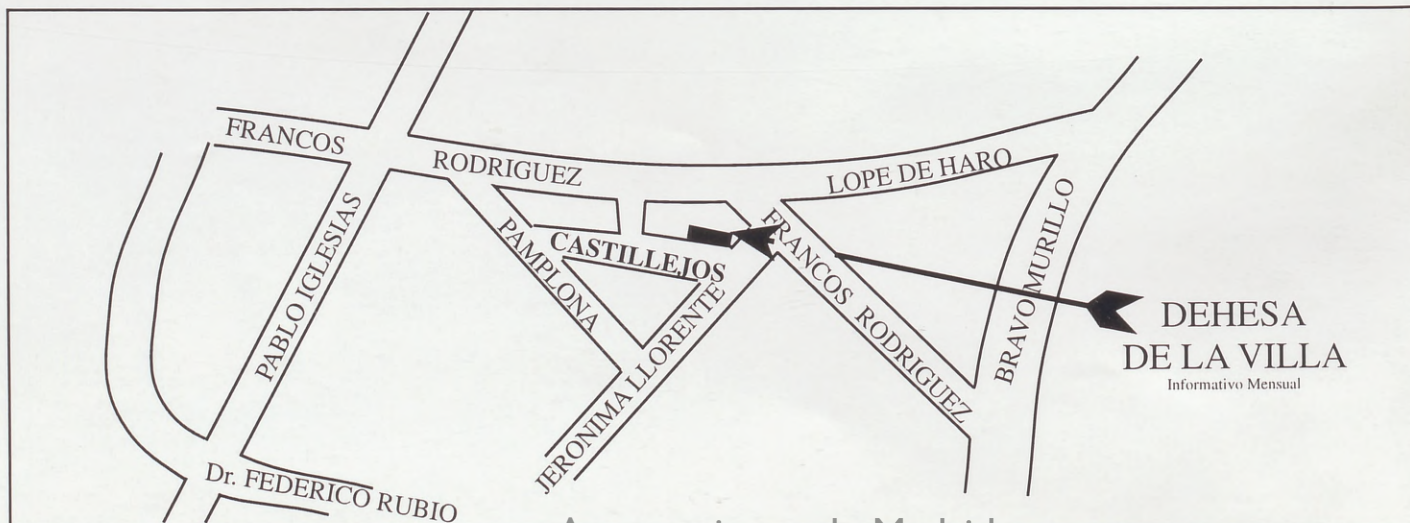 FRANCOS
RODRIGUEZ
LOPE DE HARO
PABLO IGLESIAS
PAMPLONA
CASTILLEJOS
JERONIMA LLORENTE
FRANCOS RODRIGUEZ
BRAVO MURILLO
DEHESA
DE LA VILLA
Informativo Mensual
Dr. FEDERICO RUBIO